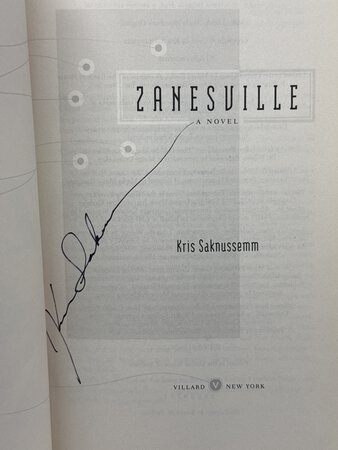 ZANESVILLE
A NOVEL
Kris Saknussemm
VILLARD V NEW YORK